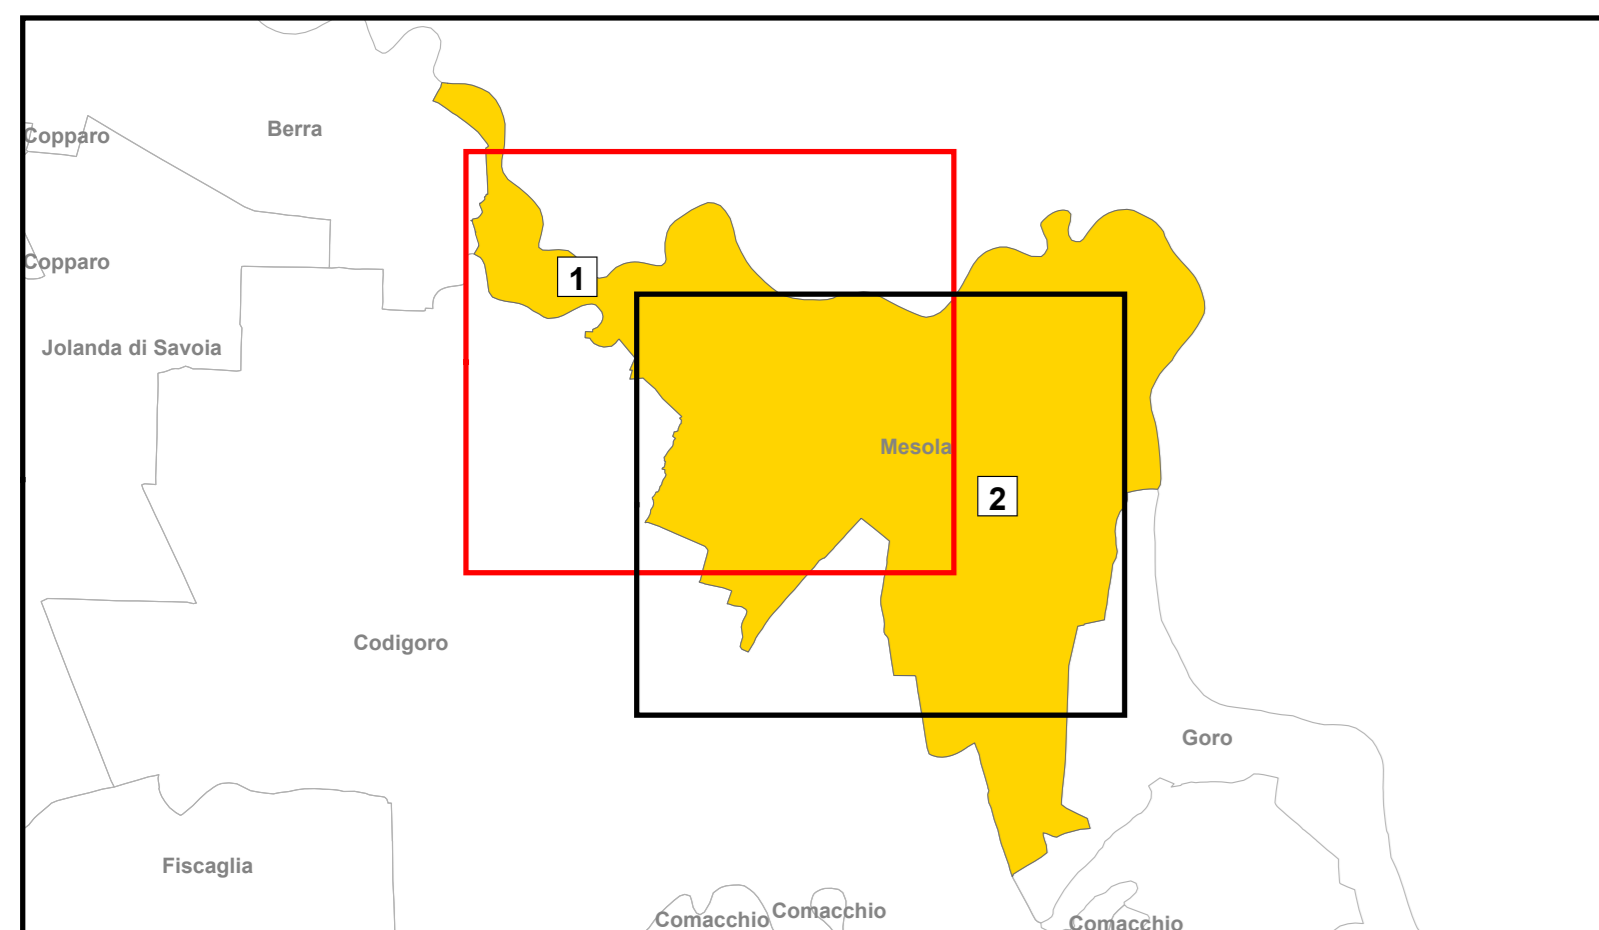 Berra
Copparo
Copparo
1
Jolanda di Savoia
Mesola
2
Codigoro
Goro
Fiscaglia
Comacchio
Comacchio
Comacchio